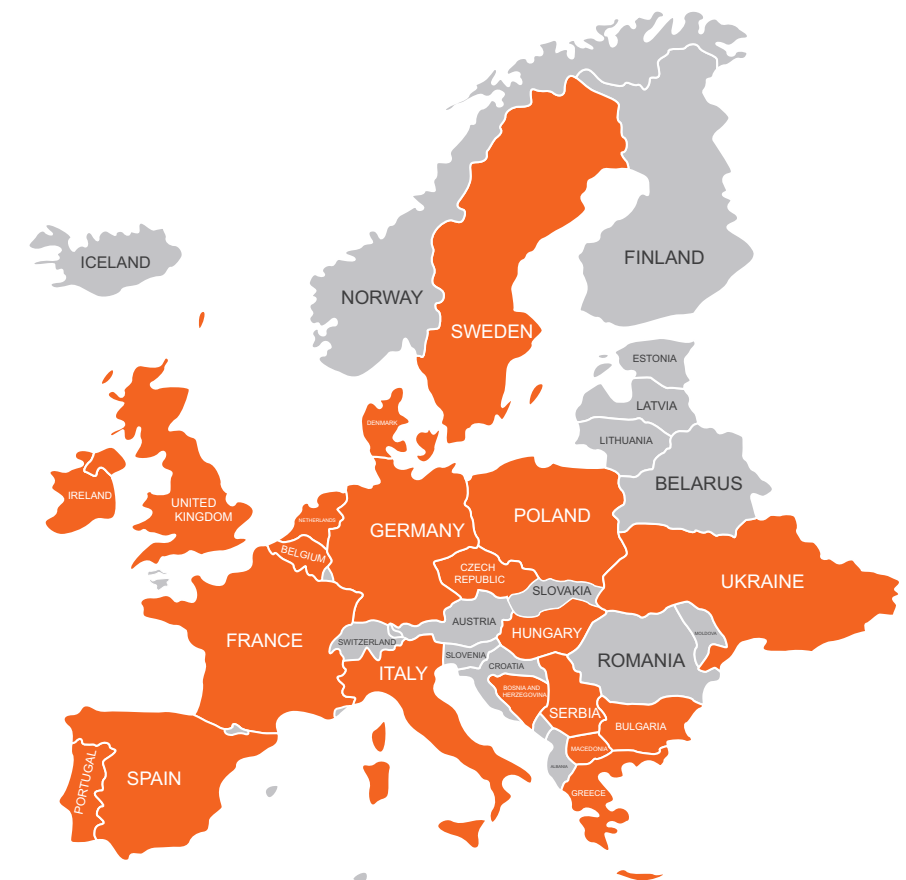 ICELAND
FINLAND
NORWAY
SWEDEN
ESTONIA
LATVIA
DENMARK
LITHUANIA
BELARUS
IRELAND
UNITED
KINGDOM
NETHERLANDS
GERMANY
POLAND
BELGIUM
CZECH
REPUBLIC
UKRAINE
SLOVAKIA
AUSTRIA
HUNGARY
MOLDOVA
FRANCE
SWITZERLAND
SLOVENIA
ROMANIA
CROATIA
ITALY
BOSNIA AND
HERZEGOVINA
SERBIA
BULGARIA
MACEDONIA
ALBANIA
PORTUGAL
SPAIN
GREECE